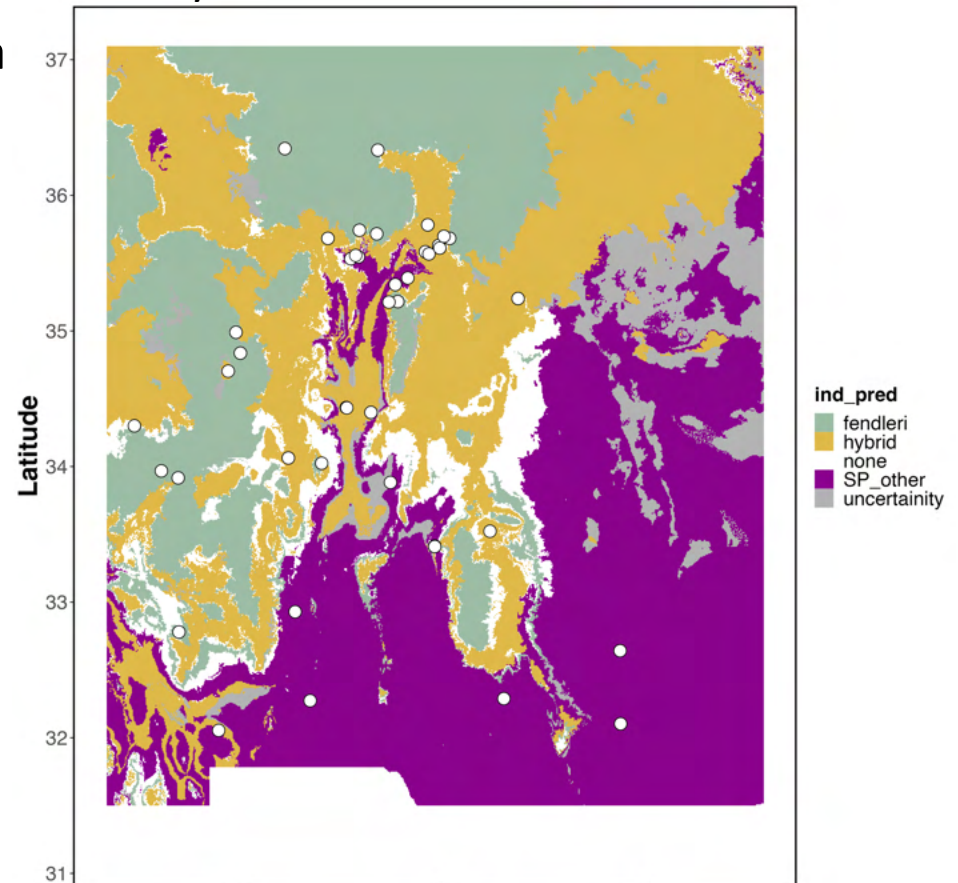 37
36
35
34
33
32
31
Latitude
ind_pred
fendleri
hybrid
none
SP_other
uncertainity